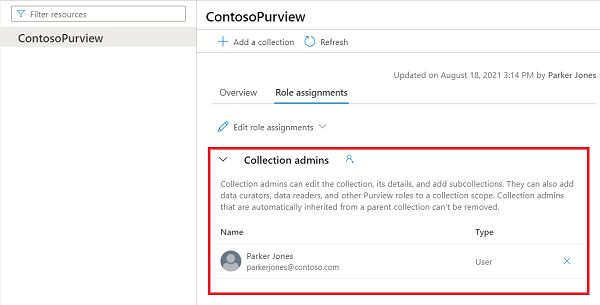 Filter resources
ContosoPurview
ContosoPurview
Add a collection Refresh
Updated on August 18, 2021 3:14 PM by Parker Jones
Overview Role assignments
Edit role assignments
Collection admins
Collection admins can edit the collection, its details, and add subcollections. They can also add
data curators, data readers, and other Purview roles to a collection scope. Collection admins
that are automatically inherited from a parent collection can't be removed.
Name Type
Parker Jones
parkerjones@contoso.com User